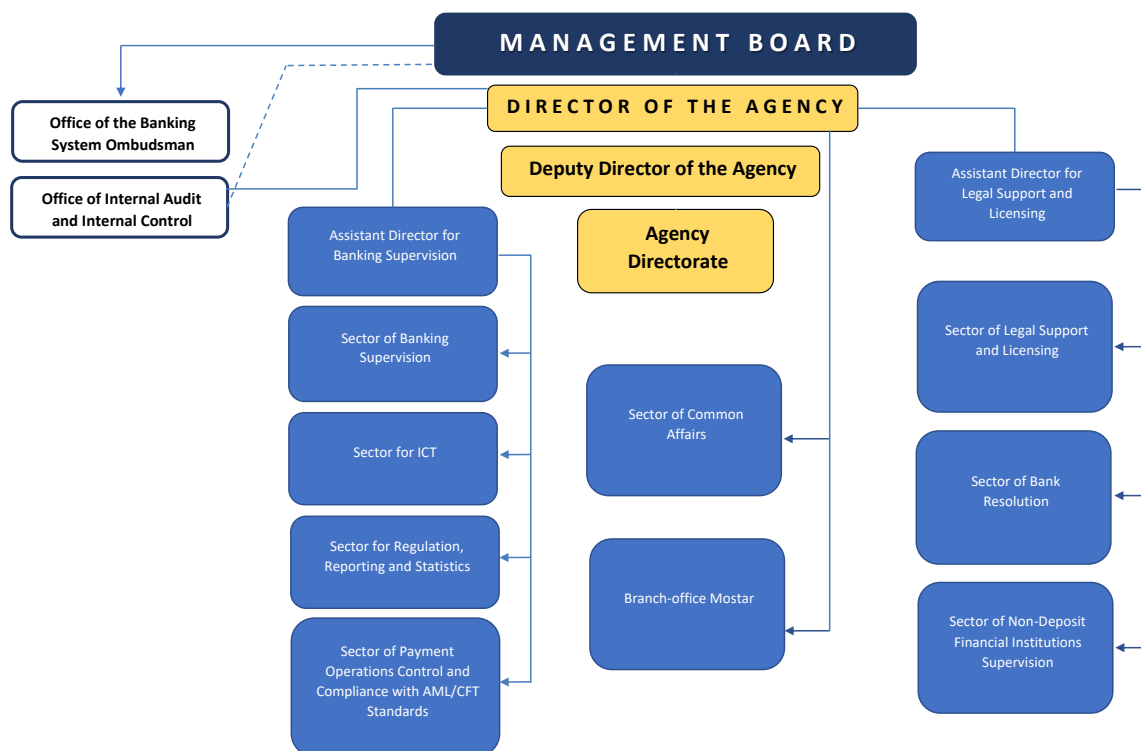 MANAGEMENT BOARD
DIRECTOR OF THE AGENCY
Office of the Banking
System Ombudsman
Deputy Director of the Agency
Assistant Director for
Legal Support and
Licensing
Office of Internal Audit
and Internal Control
Assistant Director for
Banking Supervision
Agency
Directorate
Sector of Banking
Supervision
Sector of Legal Support
and Licensing
Sector of Common
Affairs
Sector for ICT
Sector of Bank
Resolution
Sector for Regulation,
Reporting and Statistics
Branch-office Mostar
Sector of Non-Deposit
Financial Institutions
Supervision
Sector of Payment
Operations Control and
Compliance with AML/CFT
Standards